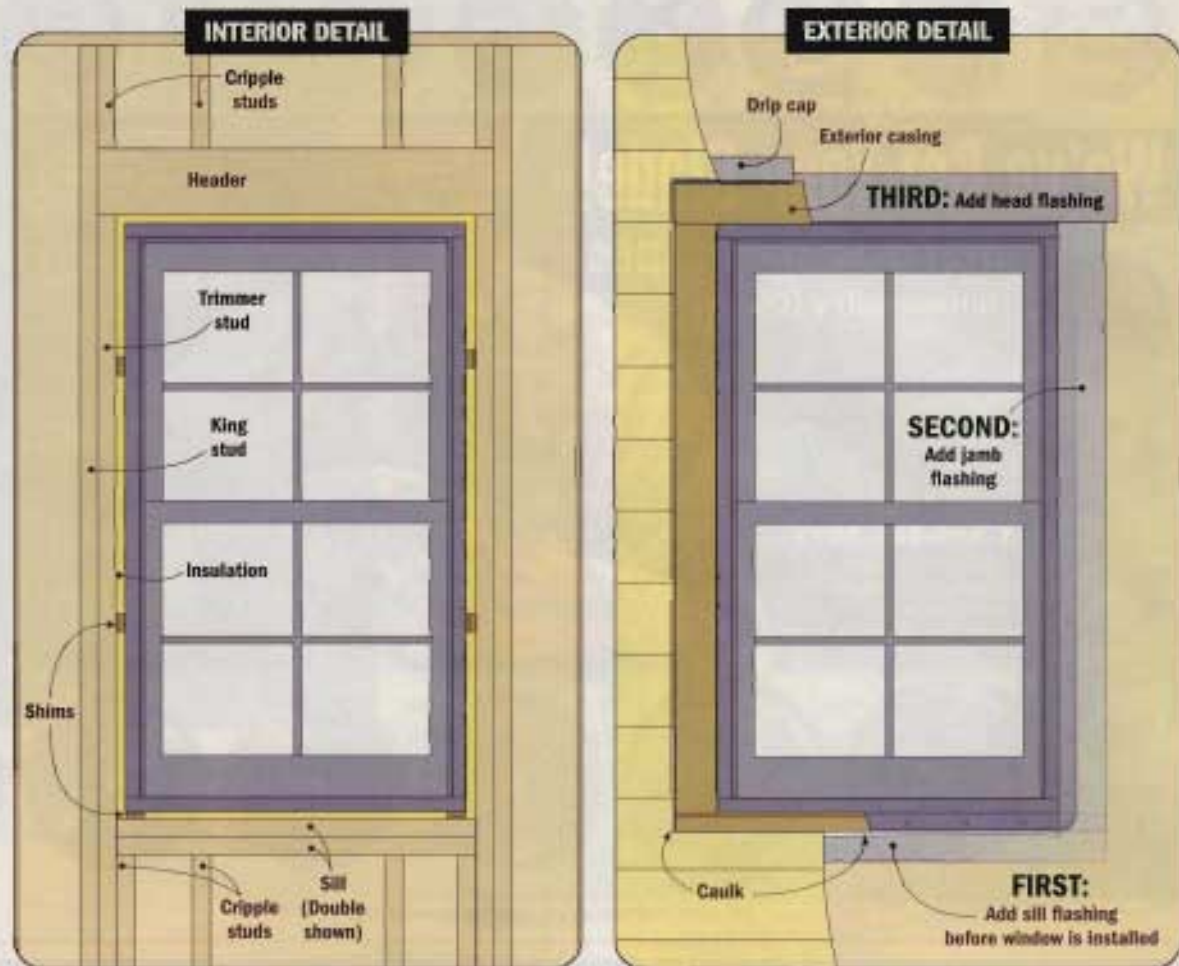 INTERIOR DETAIL
Cripple
studs
Header
Trimmer
stud
King
stud
Insulation
Shims
Cripple
studs
Sill
(Double
shown)
EXTERIOR DETAIL
Drip cap
Exterior casing
THIRD: Add head flashing
SECOND:
Add jamb
flashing
Caulk
FIRST:
Add sill flashing
before window is installed